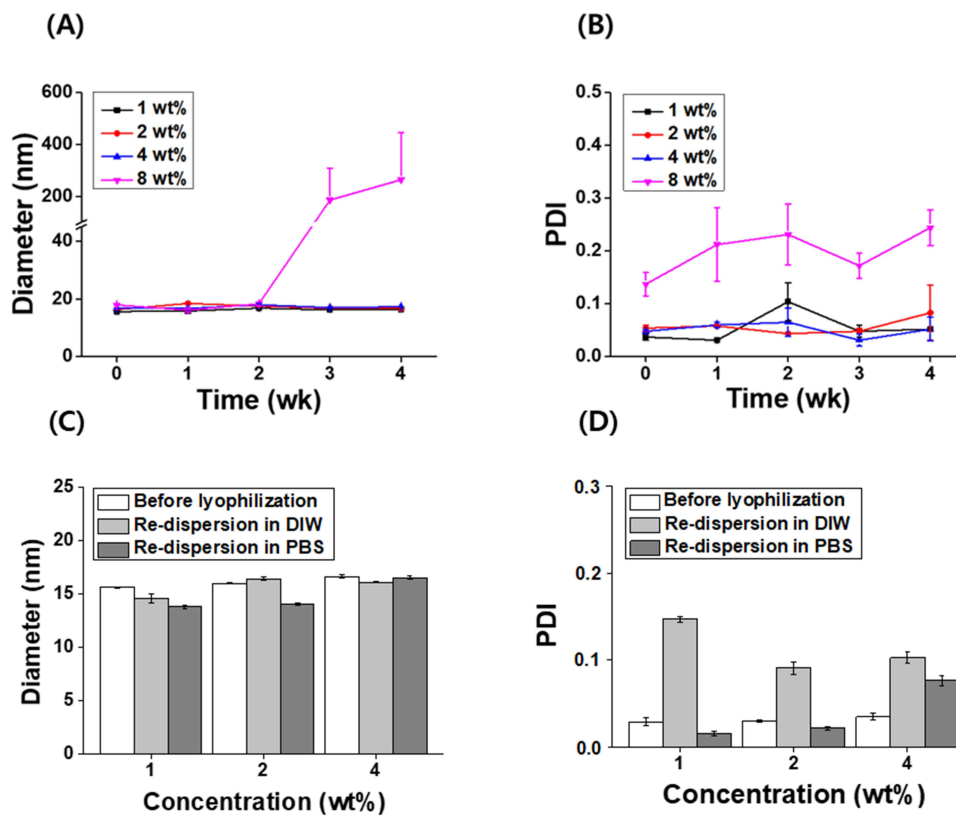 (A)
600
400
200
40
20
0
Diameter (nm)
1 wt%
2 wt%
4 wt%
8 wt%
0 1 2 3 4
Time (wk)
(B)
0.5
0.4
0.3
0.2
0.1
0.0
PDI
1 wt%
2 wt%
4 wt%
8 wt%
0 1 2 3 4
Time (wk)
(C)
25
20
15
10
5
0
Diameter (nm)
Before lyophilization
Re-dispersion in DIW
Re-dispersion in PBS
1 2 4
Concentration (wt%)
(D)
0.3
0.2
0.1
0.0
PDI
Before lyophilization
Re-dispersion in DIW
Re-dispersion in PBS
1 2 4
Concentration (wt%)